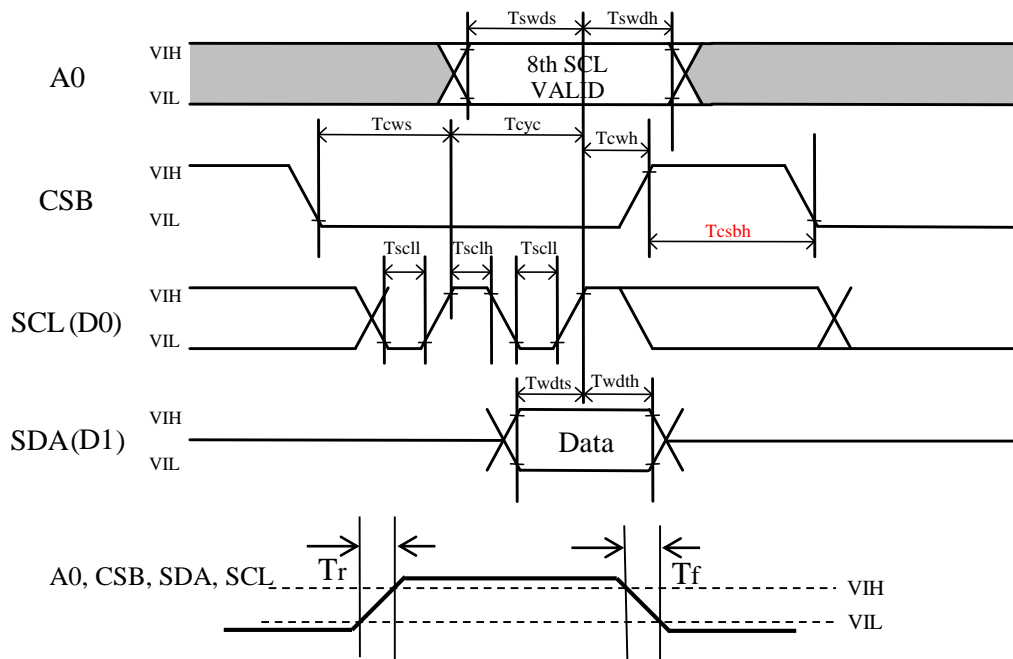 Tswds Tswdh
VIH
A0
8th SCL
VALID
VIL
Tcws Tcyc Tcwh
VIH
CSB
VIL
Tcsbh
Tscll Tsclh Tscll
VIH
SCL(D0)
VIL
Twdts Twdth
VIH
SDA(D1)
Data
VIL
Tr Tf
A0, CSB, SDA, SCL
VIH
VIL